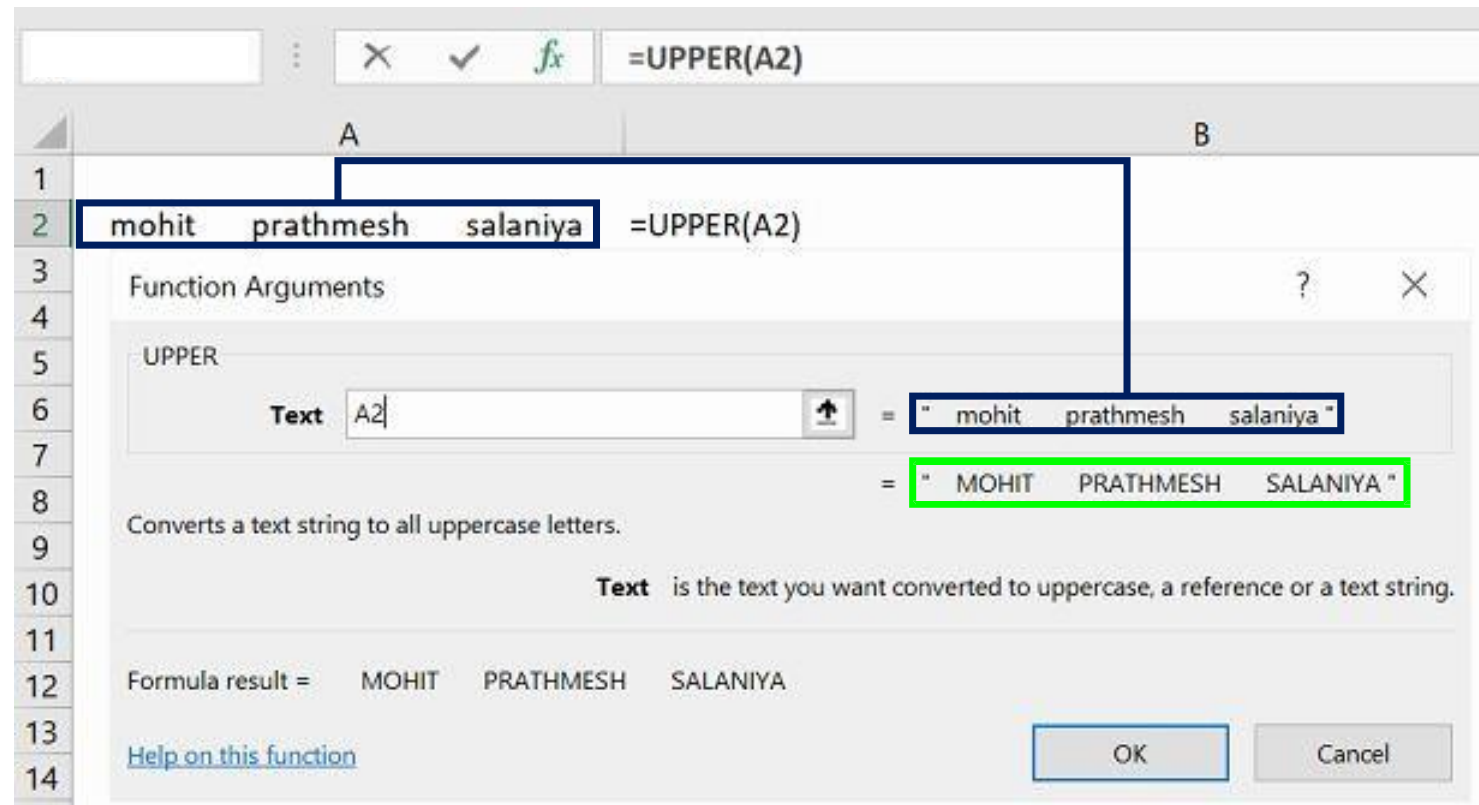 fx =UPPER(A2)
A B
1
2 mohit prathmesh salaniya =UPPER(A2)
3 Function Arguments ?
4
5 UPPER
6 Text A2 = " mohit prathmesh salaniya "
7
8 = " MOHIT PRATHMESH SALANIYA "
Converts a text string to all uppercase letters.
9
10 Text is the text you want converted to uppercase, a reference or a text string.
11
12 Formula result = MOHIT PRATHMESH SALANIYA
13
Help on this function OK Cancel
14